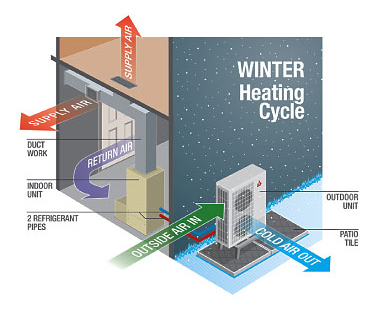 SUPPLY AIR
WINTER
Heating
Cycle
SUPPLY AIR
DUCT
WORK
RETURN AIR
INDOOR
UNIT
2 REFRIGERANT
PIPES
OUTSIDE AIR IN
OUTDOOR
UNIT
COLD AIR OUT
PATIO
TILE